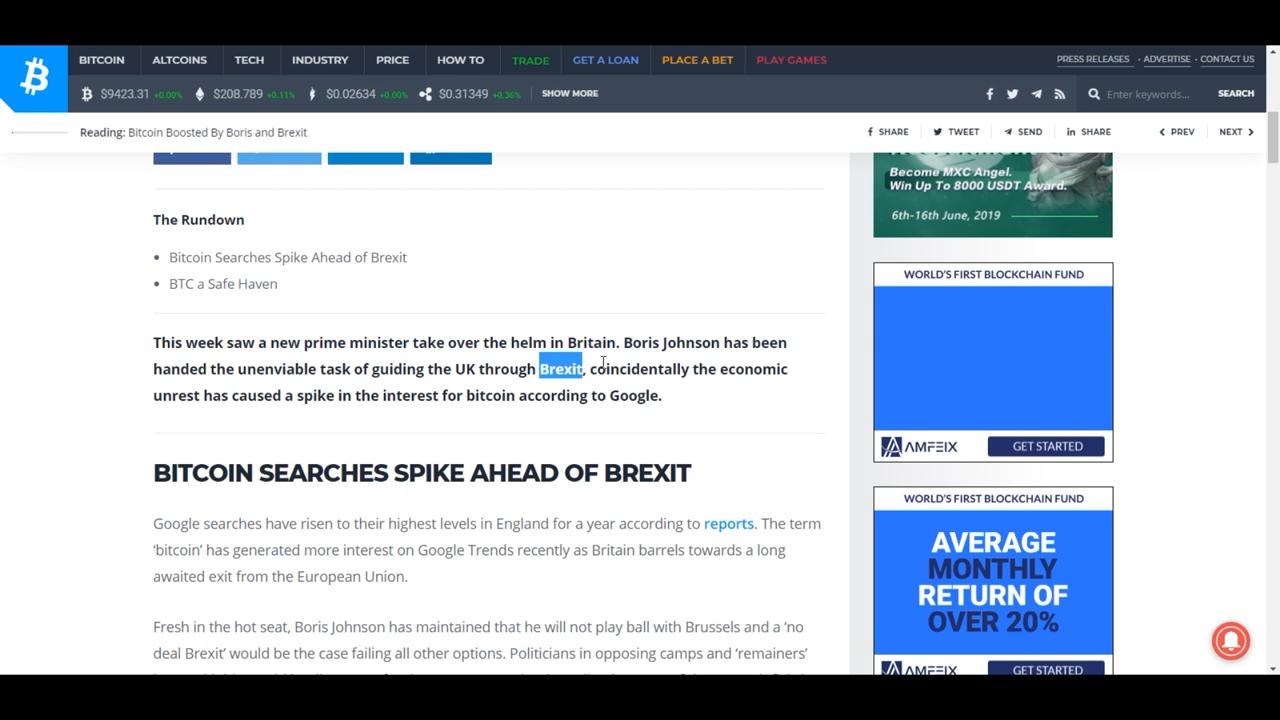 BITCOIN ALTCOINS TECH INDUSTRY PRICE HOW TO TRADE GET A LOAN PLACE A BET PLAY GAMES PRESS RELEASES · ADVERTISE · CONTACT US
$9423.31 +0.00% $208.789 +0.11% $0.02634 +0.00% $0.31349 +0.36% SHOW MORE Enter keywords... SEARCH
Reading: Bitcoin Boosted By Boris and Brexit SHARE TWEET SEND SHARE PREV NEXT
The Rundown
• Bitcoin Searches Spike Ahead of Brexit
• BTC a Safe Haven
This week saw a new prime minister take over the helm in Britain. Boris Johnson has been
handed the unenviable task of guiding the UK through Brexit, coincidentally the economic
unrest has caused a spike in the interest for bitcoin according to Google.
BITCOIN SEARCHES SPIKE AHEAD OF BREXIT
Google searches have risen to their highest levels in England for a year according to reports. The term
‘bitcoin’ has generated more interest on Google Trends recently as Britain barrels towards a long
awaited exit from the European Union.
Fresh in the hot seat, Boris Johnson has maintained that he will not play ball with Brussels and a ‘no
deal Brexit’ would be the case failing all other options. Politicians in opposing camps and ‘remainers’
Become MXC Angel.
Win Up To 8000 USDT Award.
6th-16th June, 2019
WORLD'S FIRST BLOCKCHAIN FUND
AMFEIX GET STARTED
WORLD'S FIRST BLOCKCHAIN FUND
AVERAGE
MONTHLY
RETURN OF
OVER 20%
AMFEIX GET STARTED